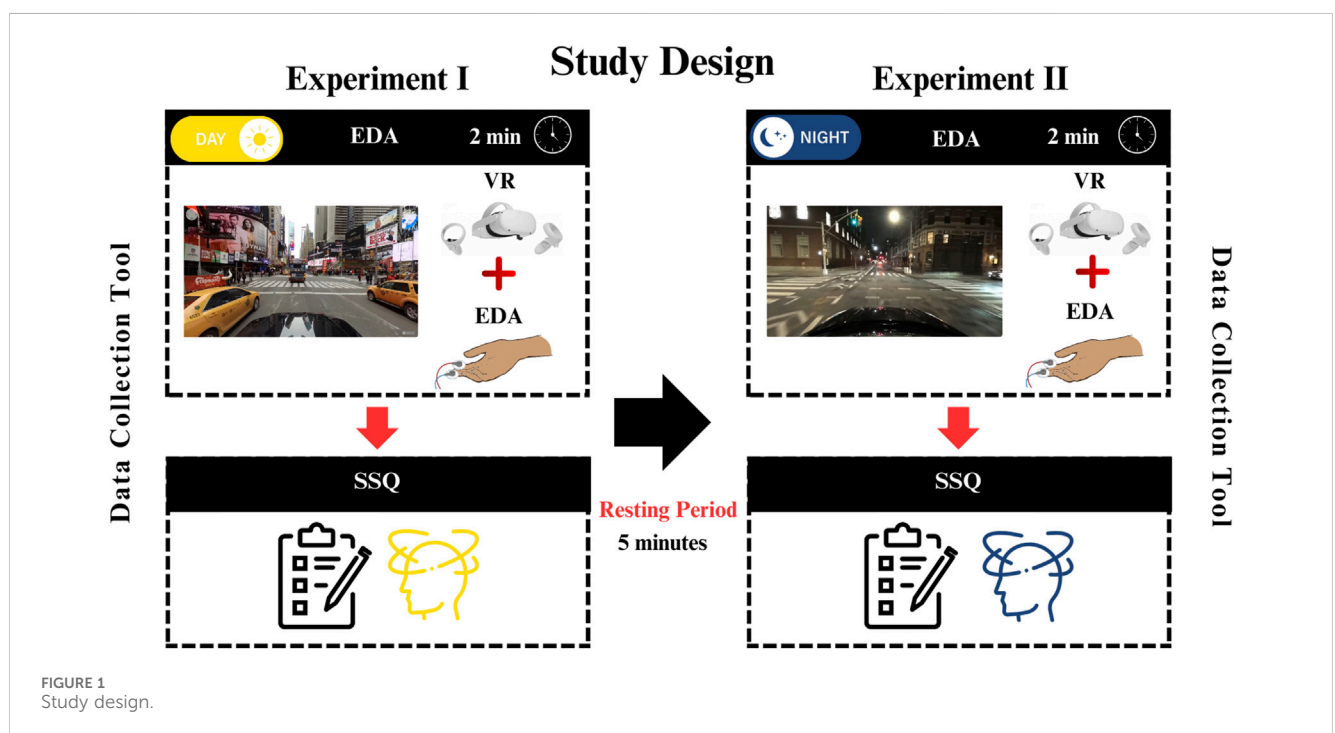 Study Design
Experiment I
DAY
EDA
2 min
VR
EDA
Data Collection Tool
SSQ
Resting Period
5 minutes
Experiment II
NIGHT
EDA
2 min
VR
EDA
Data Collection Tool
SSQ
FIGURE 1
Study design.